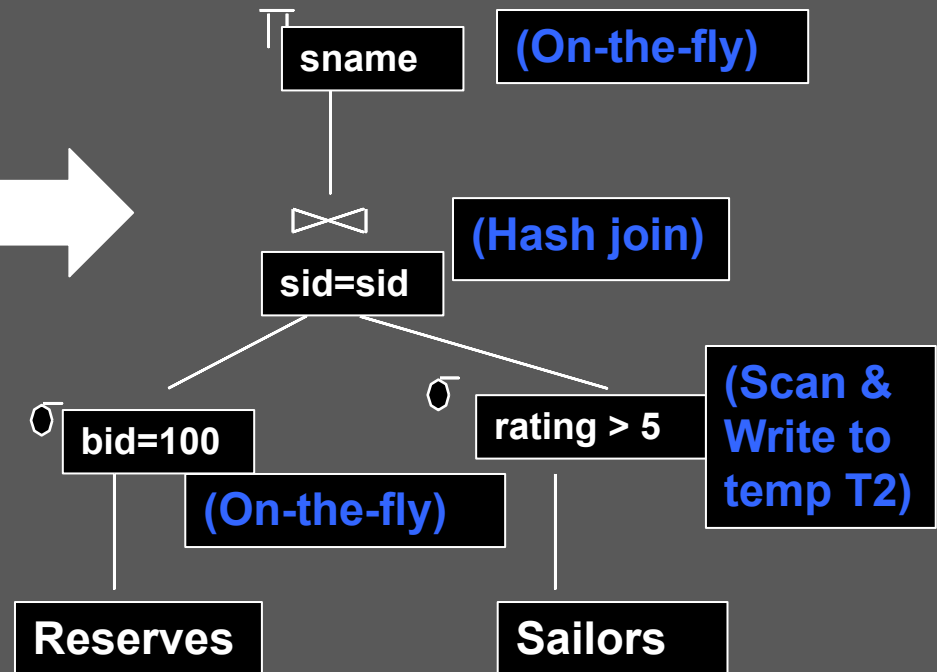 π
sname
(On-the-fly)
⋈
(Hash join)
sid=sid
σ
bid=100
σ
rating > 5
(Scan &
Write to
temp T2)
(On-the-fly)
Reserves
Sailors